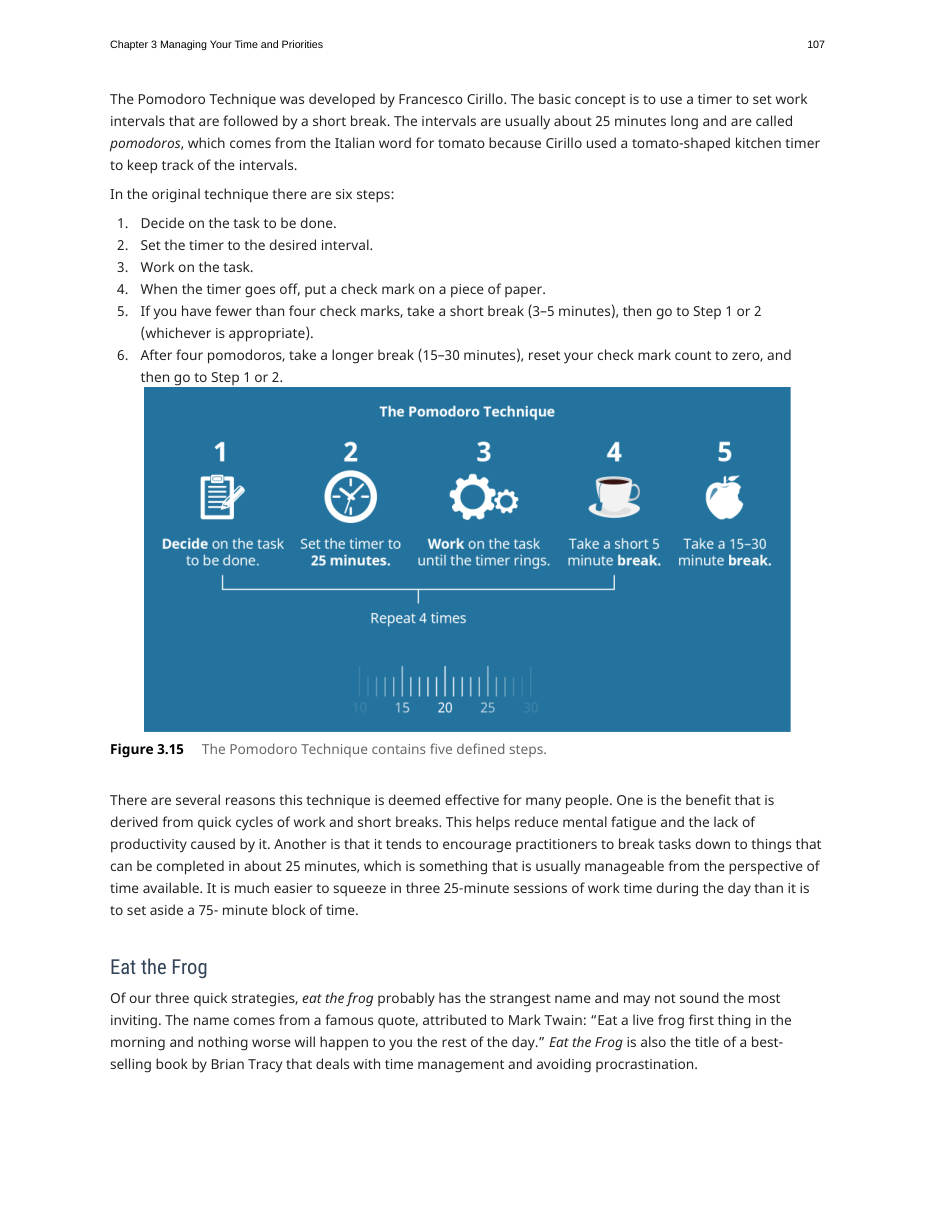 Chapter 3 Managing Your Time and Priorities 107
The Pomodoro Technique was developed by Francesco Cirillo. The basic concept is to use a timer to set work
intervals that are followed by a short break. The intervals are usually about 25 minutes long and are called
pomodoros, which comes from the Italian word for tomato because Cirillo used a tomato-shaped kitchen timer
to keep track of the intervals.
In the original technique there are six steps:
1. Decide on the task to be done.
2. Set the timer to the desired interval.
3. Work on the task.
4. When the timer goes off, put a check mark on a piece of paper.
5. If you have fewer than four check marks, take a short break (3–5 minutes), then go to Step 1 or 2
(whichever is appropriate).
6. After four pomodoros, take a longer break (15–30 minutes), reset your check mark count to zero, and
then go to Step 1 or 2.
The Pomodoro Technique
1 2 3 4 5
Decide on the task Set the timer to Work on the task Take a short 5 Take a 15–30
to be done. 25 minutes. until the timer rings. minute break. minute break.
Repeat 4 times
10 15 20 25 30
Figure 3.15 The Pomodoro Technique contains five defined steps.
There are several reasons this technique is deemed effective for many people. One is the benefit that is
derived from quick cycles of work and short breaks. This helps reduce mental fatigue and the lack of
productivity caused by it. Another is that it tends to encourage practitioners to break tasks down to things that
can be completed in about 25 minutes, which is something that is usually manageable from the perspective of
time available. It is much easier to squeeze in three 25-minute sessions of work time during the day than it is
to set aside a 75- minute block of time.
Eat the Frog
Of our three quick strategies, eat the frog probably has the strangest name and may not sound the most
inviting. The name comes from a famous quote, attributed to Mark Twain: “Eat a live frog first thing in the
morning and nothing worse will happen to you the rest of the day.” Eat the Frog is also the title of a best-
selling book by Brian Tracy that deals with time management and avoiding procrastination.